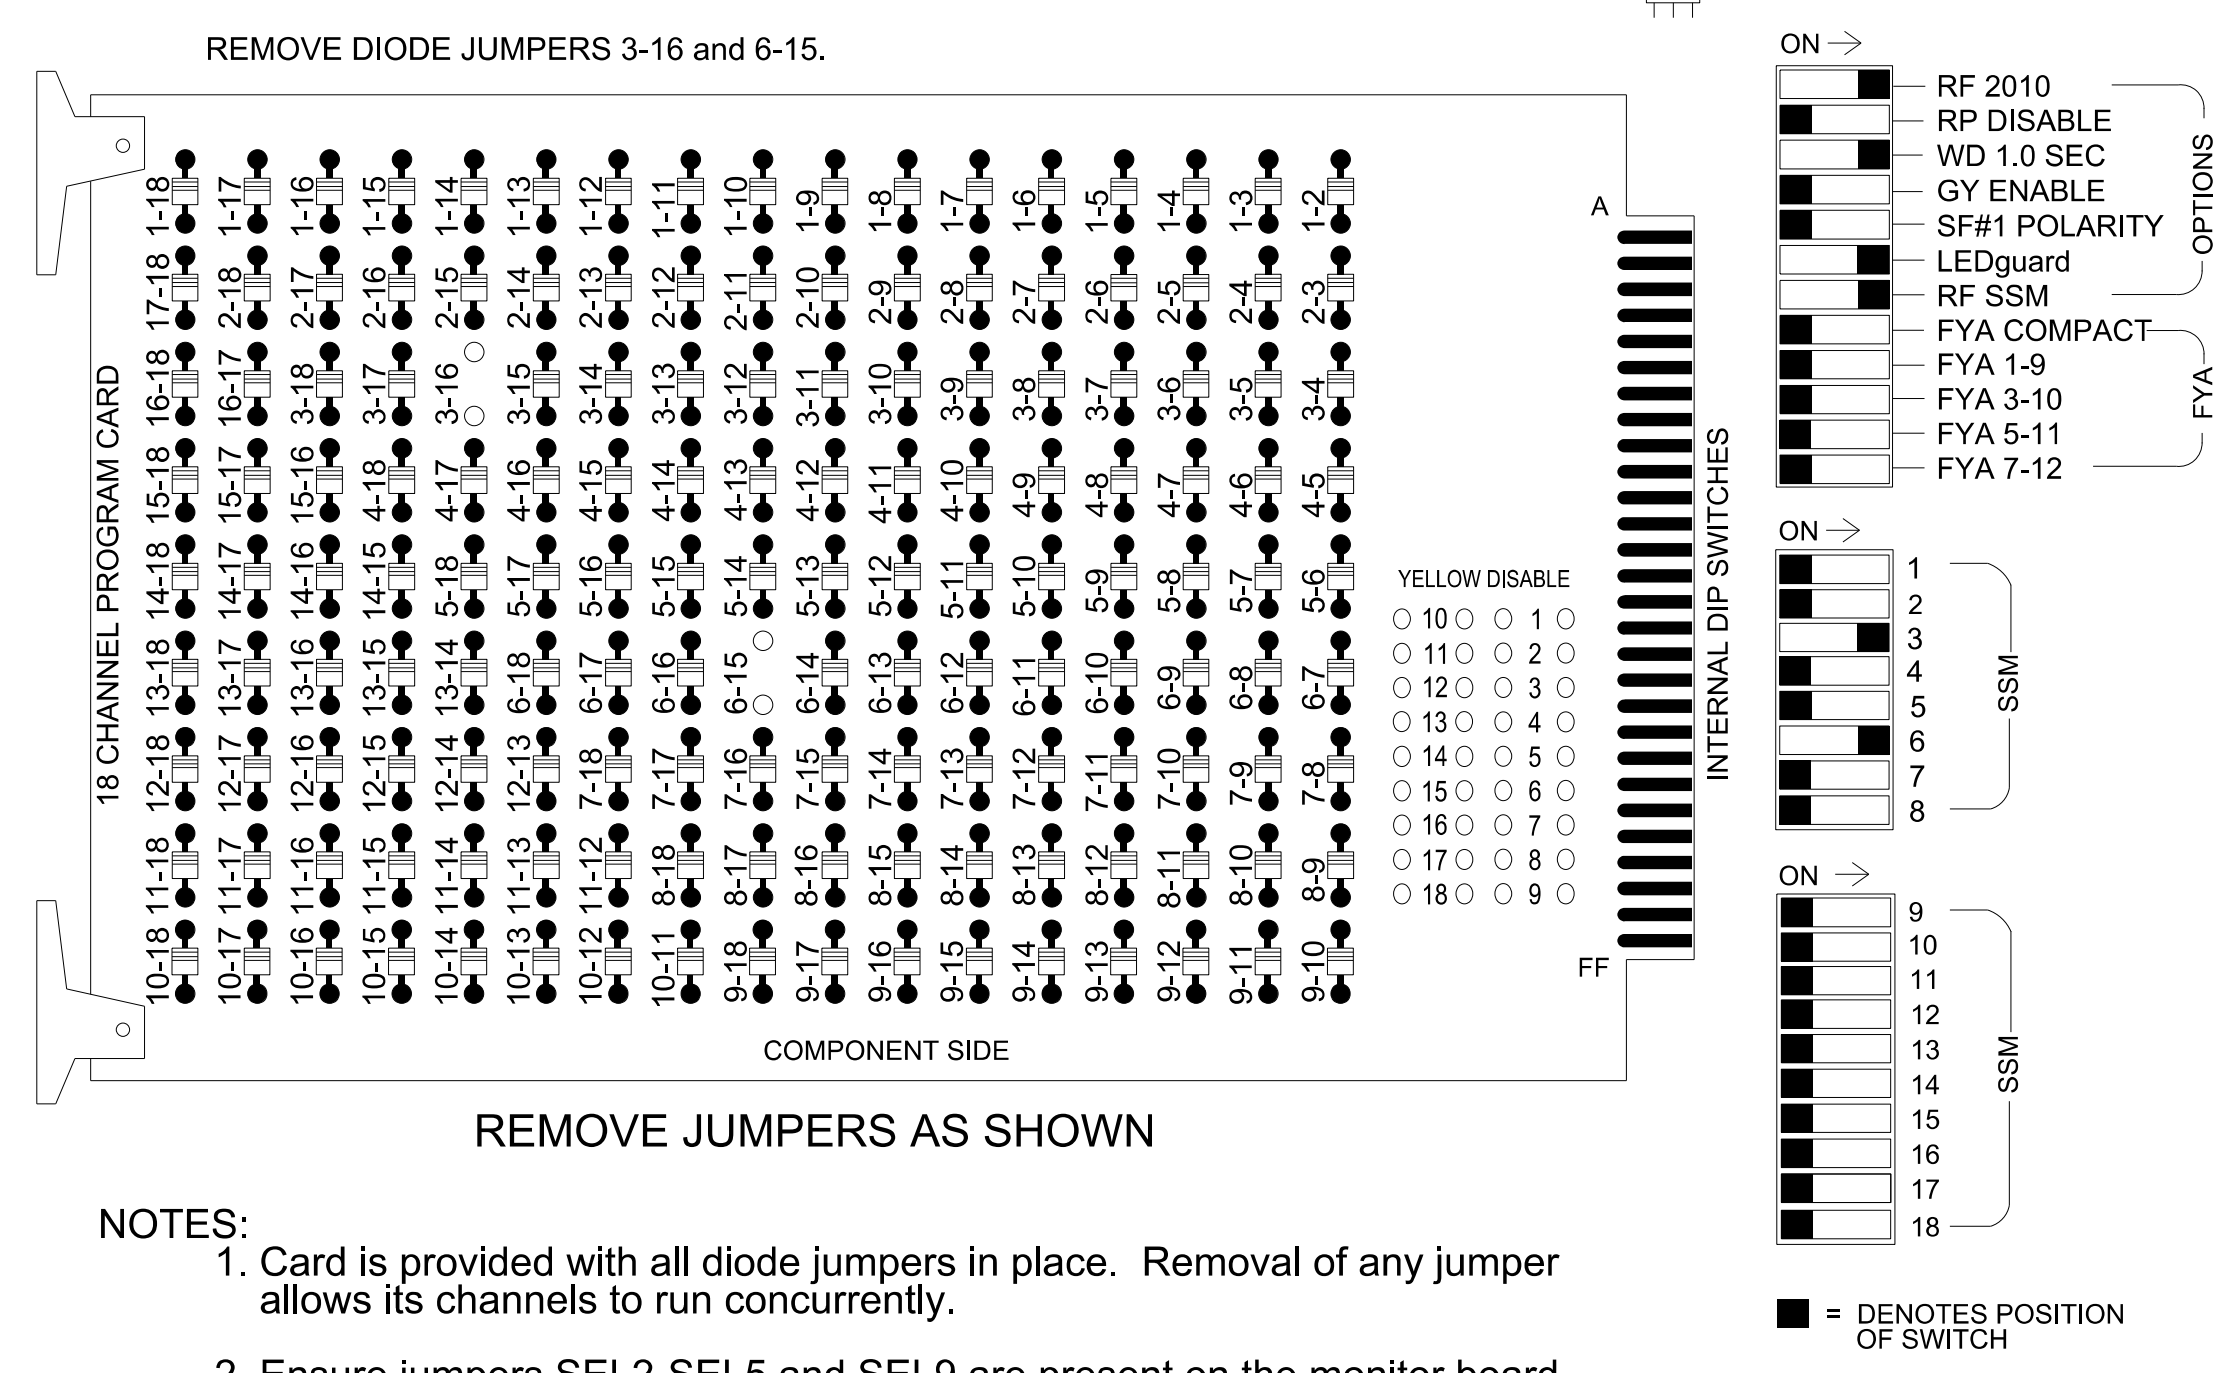 REMOVE DIODE JUMPERS 3-16 and 6-15.
18 CHANNEL PROGRAM CARD
1-18 1-17 1-16 1-15 1-14 1-13 1-12 1-11 1-10 1-9 1-8 1-7 1-6 1-5 1-4 1-3 1-2
17-18 2-18 2-17 2-16 2-15 2-14 2-13 2-12 2-11 2-10 2-9 2-8 2-7 2-6 2-5 2-4 2-3
16-18 16-17 3-18 3-17 3-16 3-15 3-14 3-13 3-12 3-11 3-10 3-9 3-8 3-7 3-6 3-5 3-4
15-18 15-17 15-16 4-18 4-17 4-16 4-15 4-14 4-13 4-12 4-11 4-10 4-9 4-8 4-7 4-6 4-5
14-18 14-17 14-16 14-15 5-18 5-17 5-16 5-15 5-14 5-13 5-12 5-11 5-10 5-9 5-8 5-7 5-6
13-18 13-17 13-16 13-15 13-14 6-18 6-17 6-16 6-15 6-14 6-13 6-12 6-11 6-10 6-9 6-8 6-7
12-18 12-17 12-16 12-15 12-14 12-13 7-18 7-17 7-16 7-15 7-14 7-13 7-12 7-11 7-10 7-9 7-8
11-18 11-17 11-16 11-15 11-14 11-13 11-12 8-18 8-17 8-16 8-15 8-14 8-13 8-12 8-11 8-10 8-9
10-18 10-17 10-16 10-15 10-14 10-13 10-12 10-11 9-18 9-17 9-16 9-15 9-14 9-13 9-12 9-11 9-10
YELLOW DISABLE
10 1
11 2
12 3
13 4
14 5
15 6
16 7
17 8
18 9
A
FF
COMPONENT SIDE
INTERNAL DIP SWITCHES
ON
RF 2010
RP DISABLE
WD 1.0 SEC
GY ENABLE
SF#1 POLARITY
LEDguard
RF SSM
OPTIONS
FYA COMPACT
FYA 1-9
FYA 3-10
FYA 5-11
FYA 7-12
FYA
ON
1
2
3
4
5
6
7
8
SSM
ON
9
10
11
12
13
14
15
16
17
18
SSM
= DENOTES POSITION
OF SWITCH
REMOVE JUMPERS AS SHOWN
NOTES:
1. Card is provided with all diode jumpers in place. Removal of any jumper
allows its channels to run concurrently.
2. Ensure jumpers SEL2-SEL5 and SEL9 are present on the monitor board.